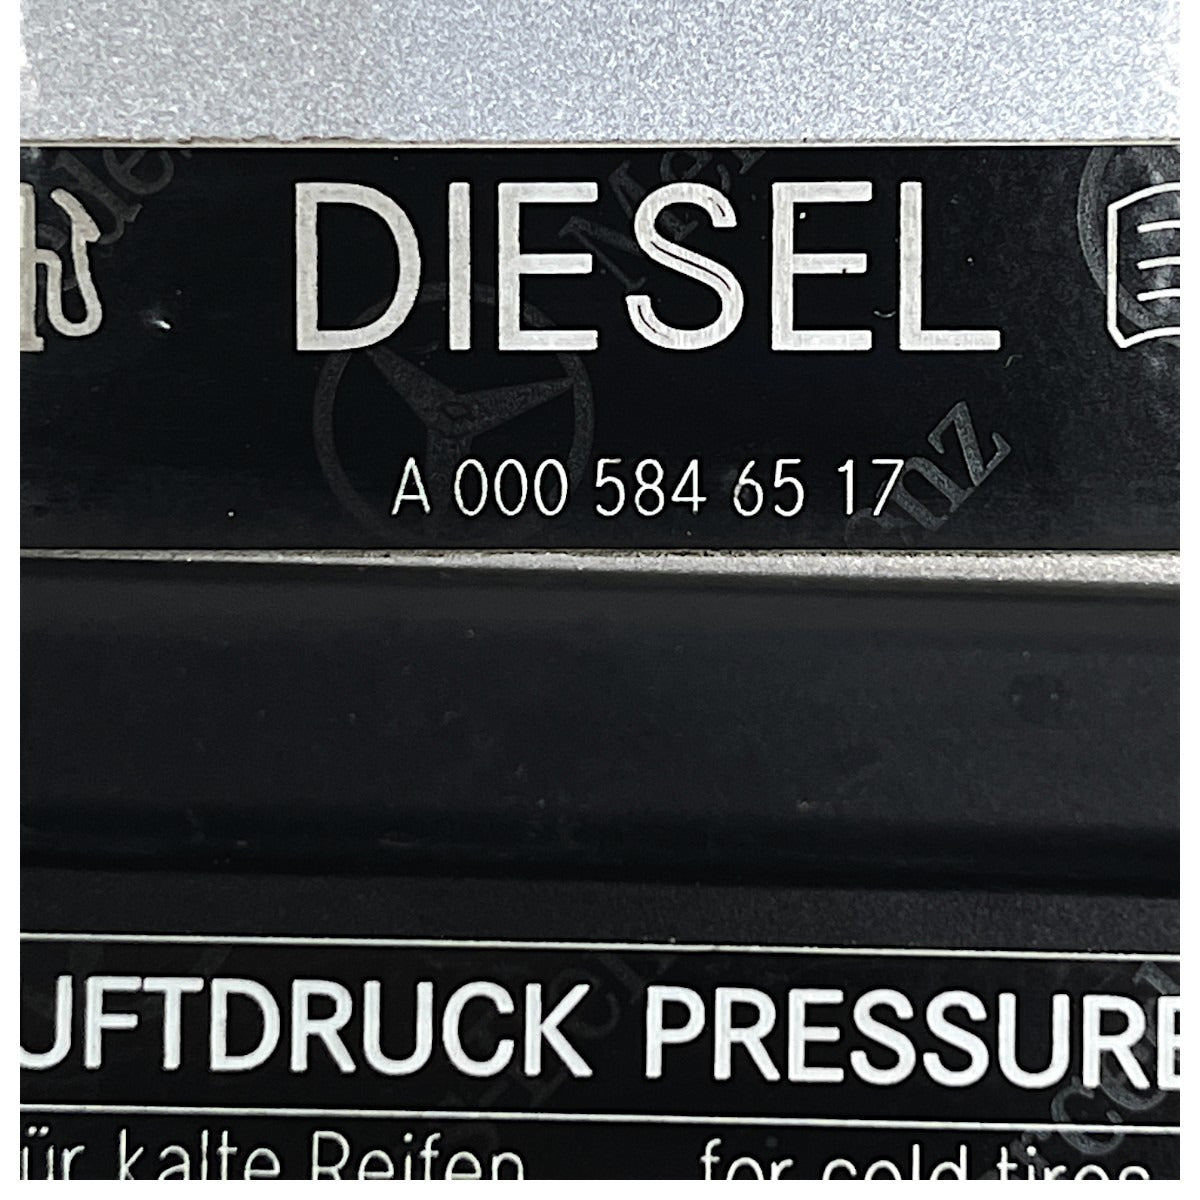 DIESEL
A 000 584 65 17
UFTDRUCK PRESSURE
ür kalte Reifen for cold tires